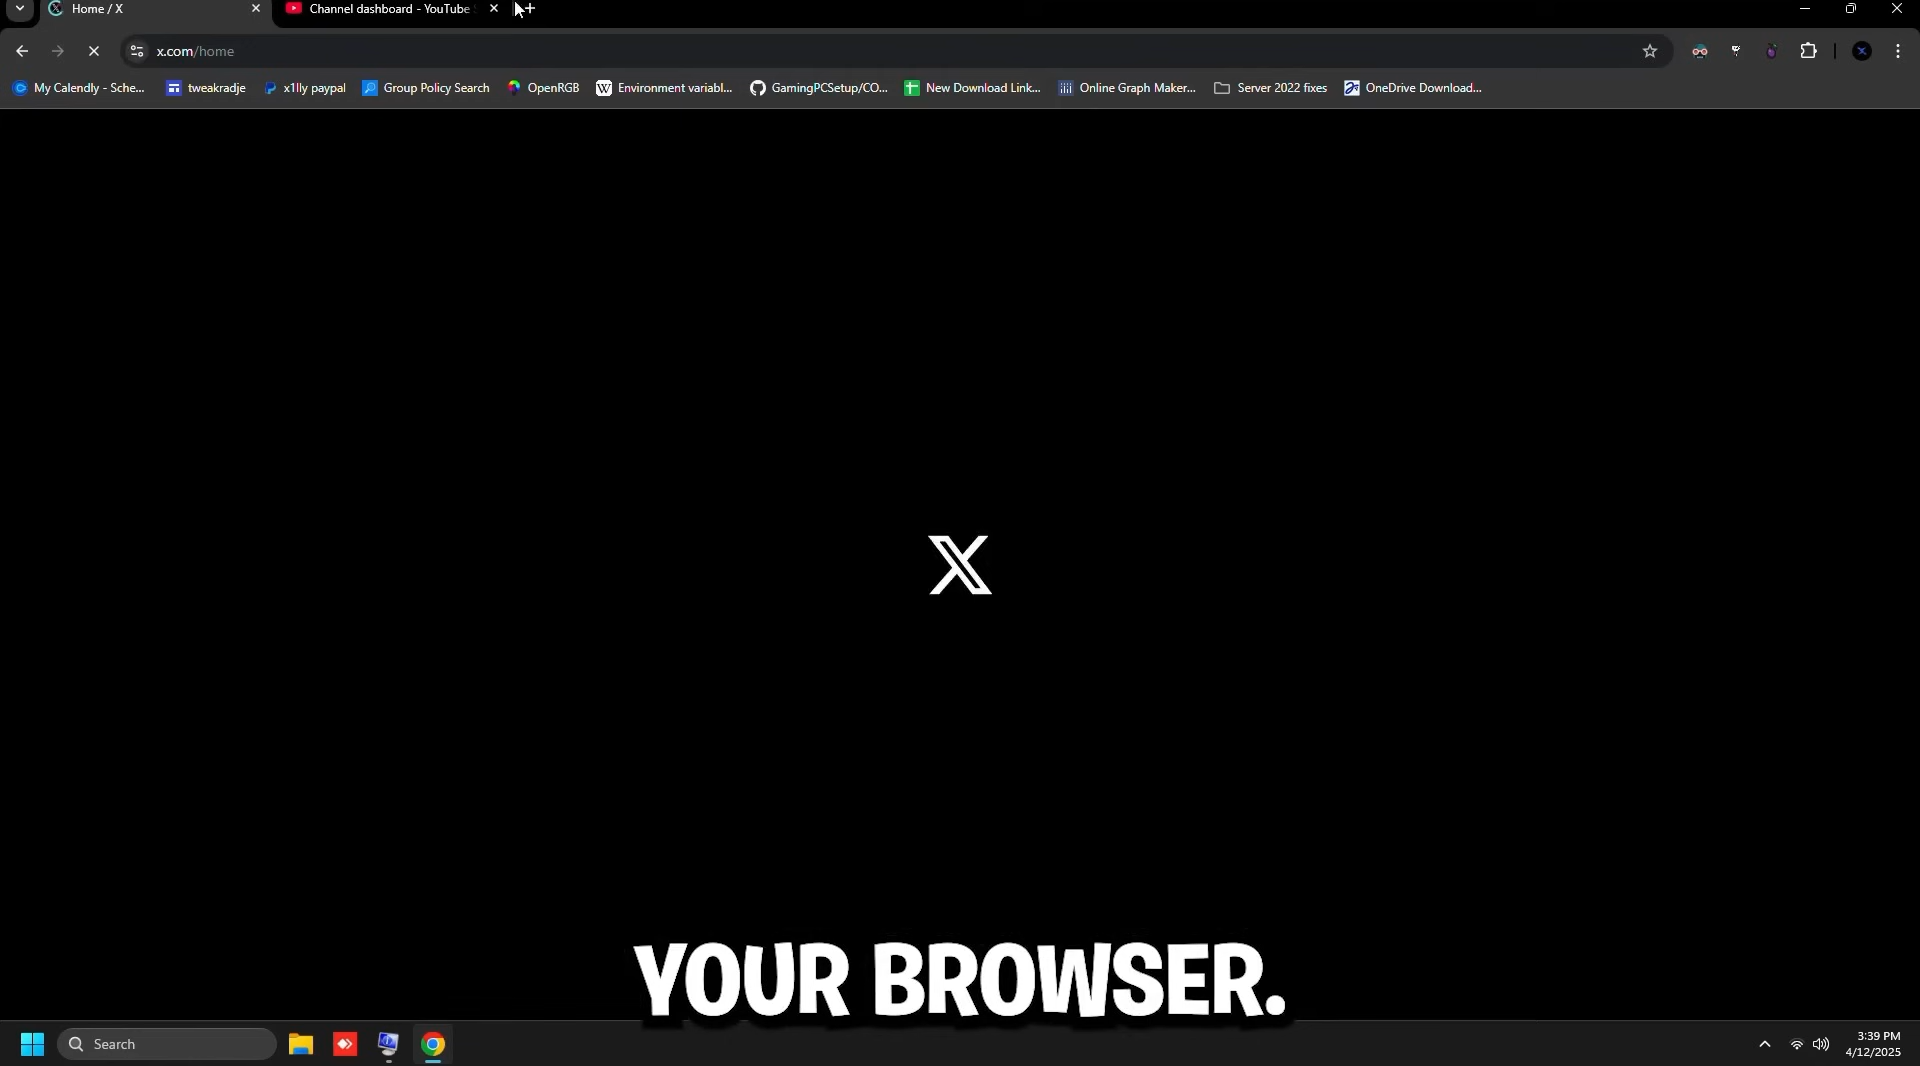 Home / X
Channel dashboard - YouTube
x.com/home
My Calendly - Sche...
tweakradje
x1lly paypal
Group Policy Search
OpenRGB
Environment variabl...
GamingPCSetup/CO...
New Download Link...
Online Graph Maker...
Server 2022 fixes
OneDrive Download...
YOUR BROWSER.
Search
3:39 PM
4/12/2025